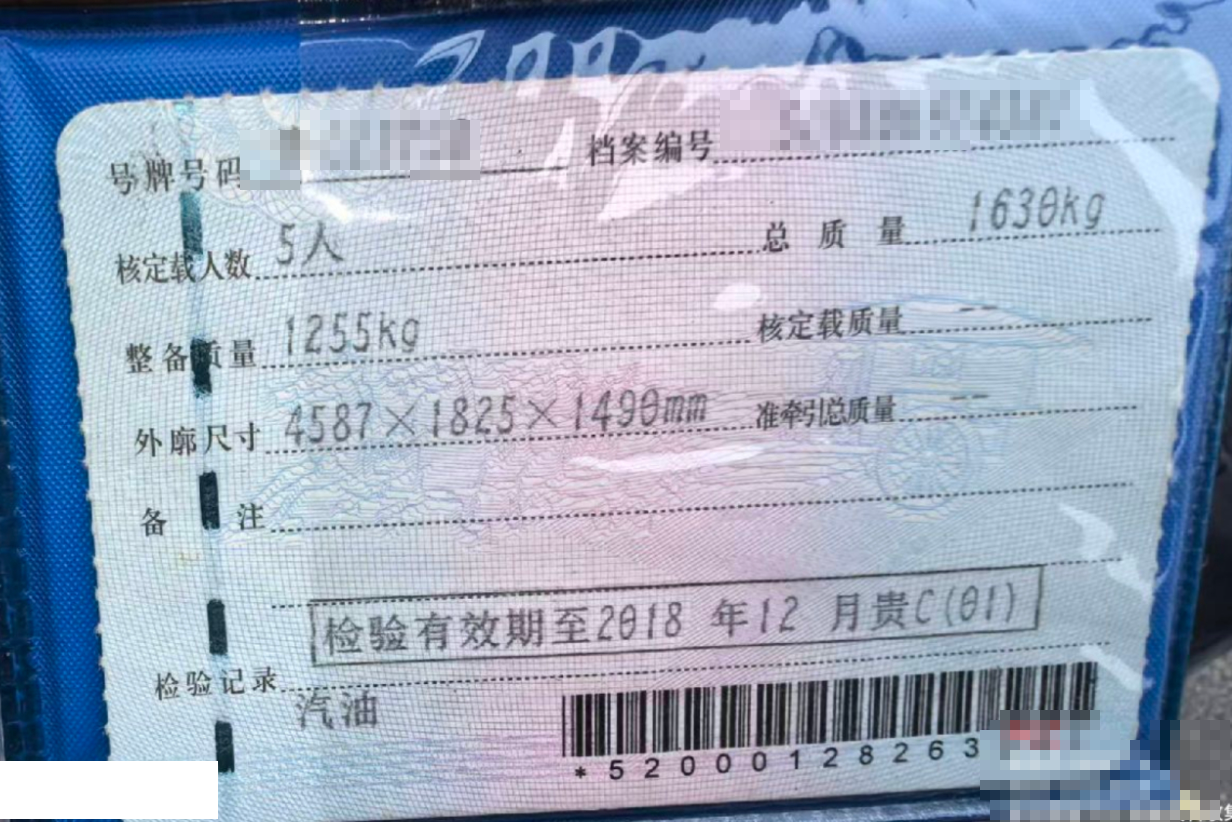 号牌号码 档案编号
核定载人数 5人 总质量 1630kg
整备质量 1255kg 核定载质量 --
外廓尺寸 4587×1825×1490mm 准牵引总质量 --
备注
检验有效期至2018 年12 月贵C(01)
检验记录
汽油
*52000128263